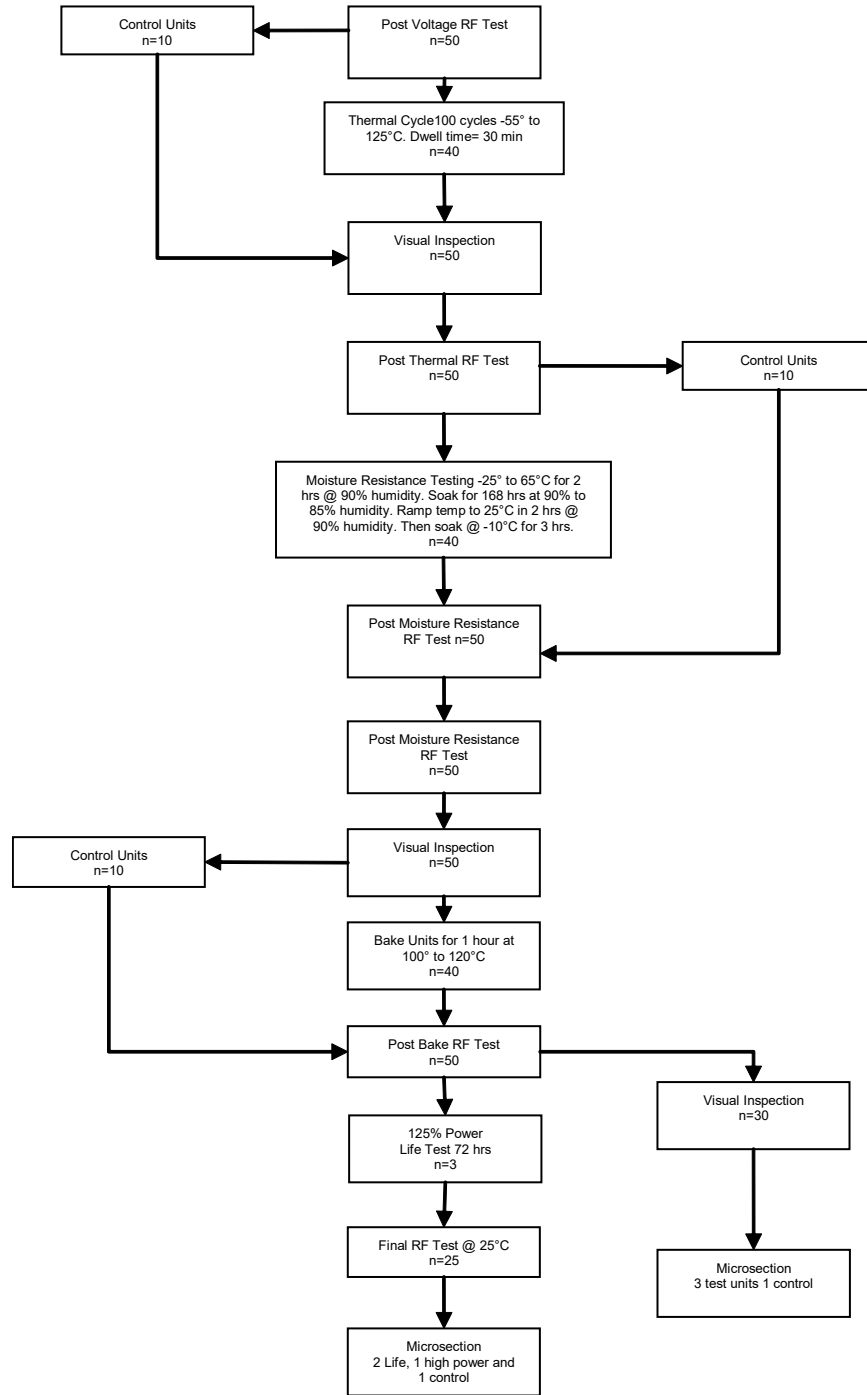 Control Units
n=10
Post Voltage RF Test
n=50
Thermal Cycle100 cycles -55° to
125°C. Dwell time= 30 min
n=40
Visual Inspection
n=50
Post Thermal RF Test
n=50
Control Units
n=10
Moisture Resistance Testing -25° to 65°C for 2
hrs @ 90% humidity. Soak for 168 hrs at 90% to
85% humidity. Ramp temp to 25°C in 2 hrs @
90% humidity. Then soak @ -10°C for 3 hrs.
n=40
Post Moisture Resistance
RF Test n=50
Post Moisture Resistance
RF Test
n=50
Visual Inspection
n=50
Control Units
n=10
Bake Units for 1 hour at
100° to 120°C
n=40
Post Bake RF Test
n=50
Visual Inspection
n=30
125% Power
Life Test 72 hrs
n=3
Final RF Test @ 25°C
n=25
Microsection
3 test units 1 control
Microsection
2 Life, 1 high power and
1 control